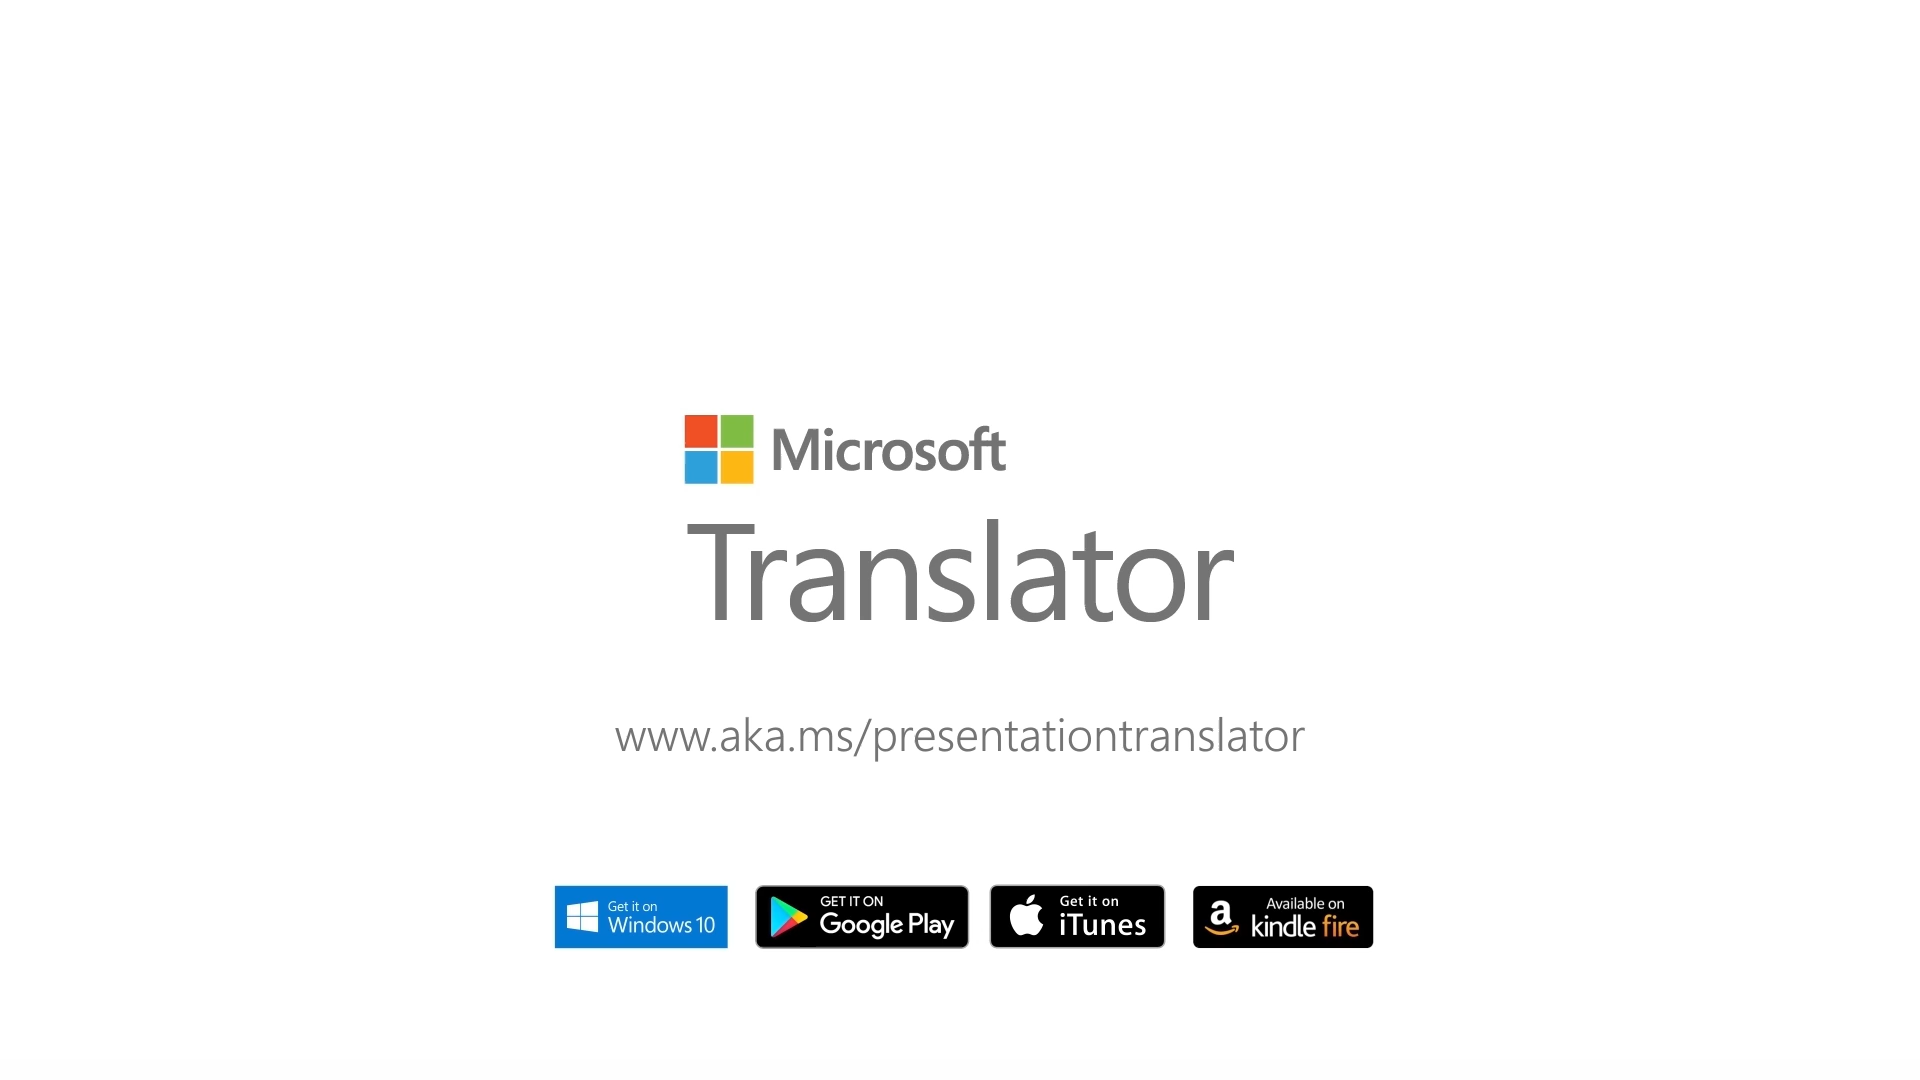 Microsoft
Translator
www.aka.ms/presentationtranslator
Get it on
Windows 10
GET IT ON
Google Play
Get it on
iTunes
a
Available on
kindle fire